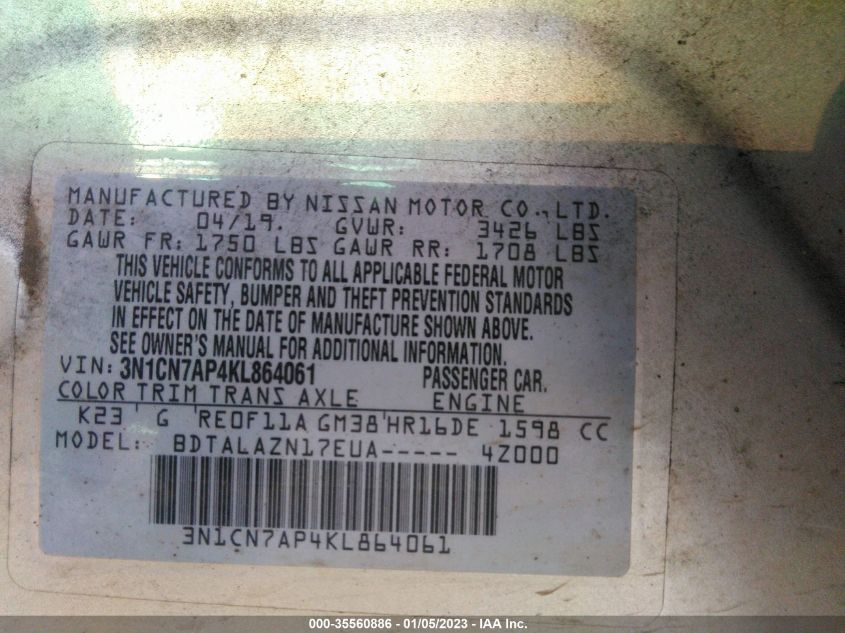 MANUFACTURED BY NISSAN MOTOR CO., LTD.
DATE: 04/19. GVWR: 3426 LBS
GAWR FR: 1750 LBS GAWR RR: 1708 LBS
THIS VEHICLE CONFORMS TO ALL APPLICABLE FEDERAL MOTOR
VEHICLE SAFETY, BUMPER AND THEFT PREVENTION STANDARDS
IN EFFECT ON THE DATE OF MANUFACTURE SHOWN ABOVE.
SEE OWNER'S MANUAL FOR ADDITIONAL INFORMATION.
VIN: 3N1CN7AP4KL864061 PASSENGER CAR.
COLOR TRIM TRANS AXLE ENGINE
K23 G RE0F11A GM38 HR16DE 1598 CC
MODEL: BDTALAZN17EUA----- 4Z000
3N1CN7AP4KL864061
000-35560886 - 01/05/2023 - IAA Inc.